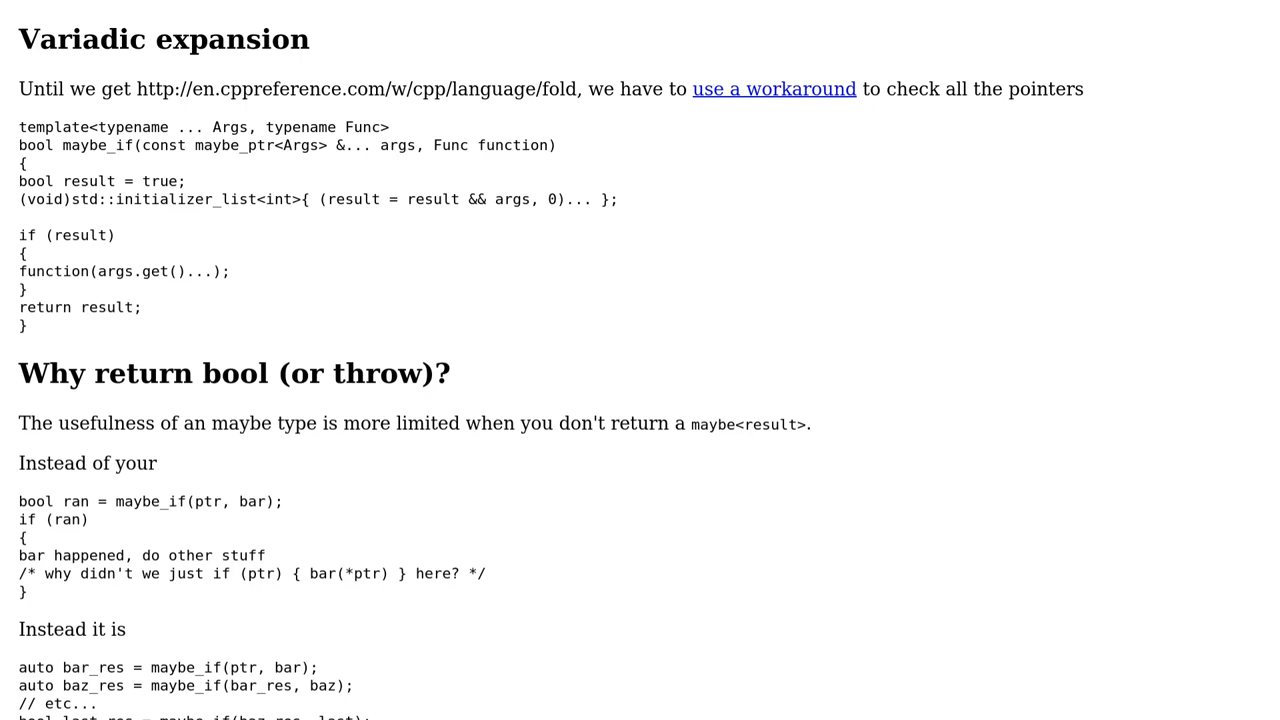 Variadic expansion
Until we get http://en.cppreference.com/w/cpp/language/fold, we have to use a workaround to check all the pointers
template<typename ... Args, typename Func>
bool maybe_if(const maybe_ptr<Args> &... args, Func function)
{
bool result = true;
(void)std::initializer_list<int>{ (result = result && args, 0)... };
if (result)
{
function(args.get()...);
}
return result;
}
Why return bool (or throw)?
The usefulness of an maybe type is more limited when you don't return a maybe<result>.
Instead of your
bool ran = maybe_if(ptr, bar);
if (ran)
{
bar happened, do other stuff
/* why didn't we just if (ptr) { bar(*ptr) } here? */
}
Instead it is
auto bar_res = maybe_if(ptr, bar);
auto baz_res = maybe_if(bar_res, baz);
// etc...
bool last_res = maybe_if(baz_res, last);